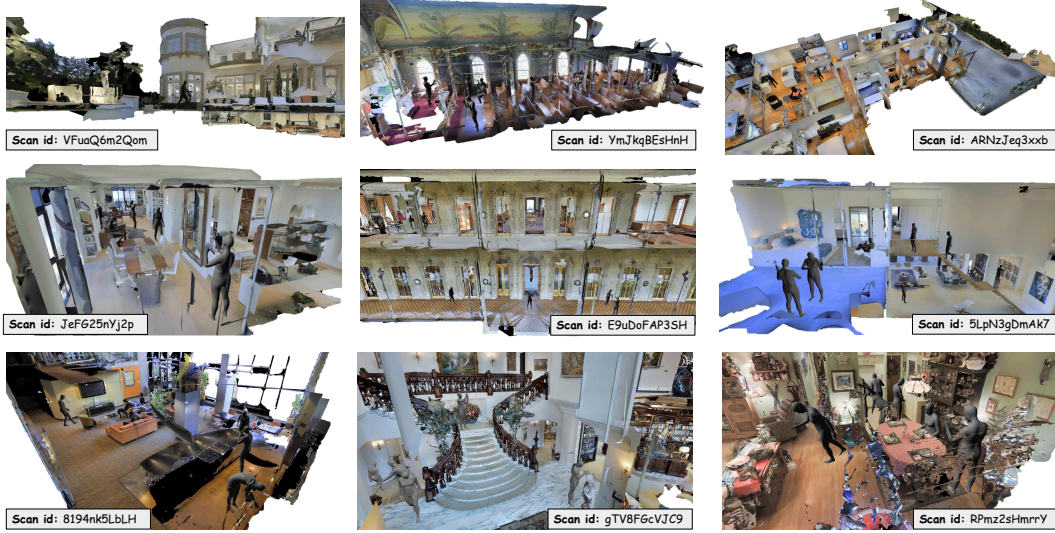 Scan id: VFuaQ6m2Qom
Scan id: YmJkqBEsHnH
Scan id: ARNzJeq3xxb
Scan id: JeFG25nYj2p
Scan id: E9uDoFAP3SH
Scan id: 5LpN3gDmAk7
Scan id: 8194nk5LbLH
Scan id: gTV8FGcVJC9
Scan id: RPmz2sHmrrY